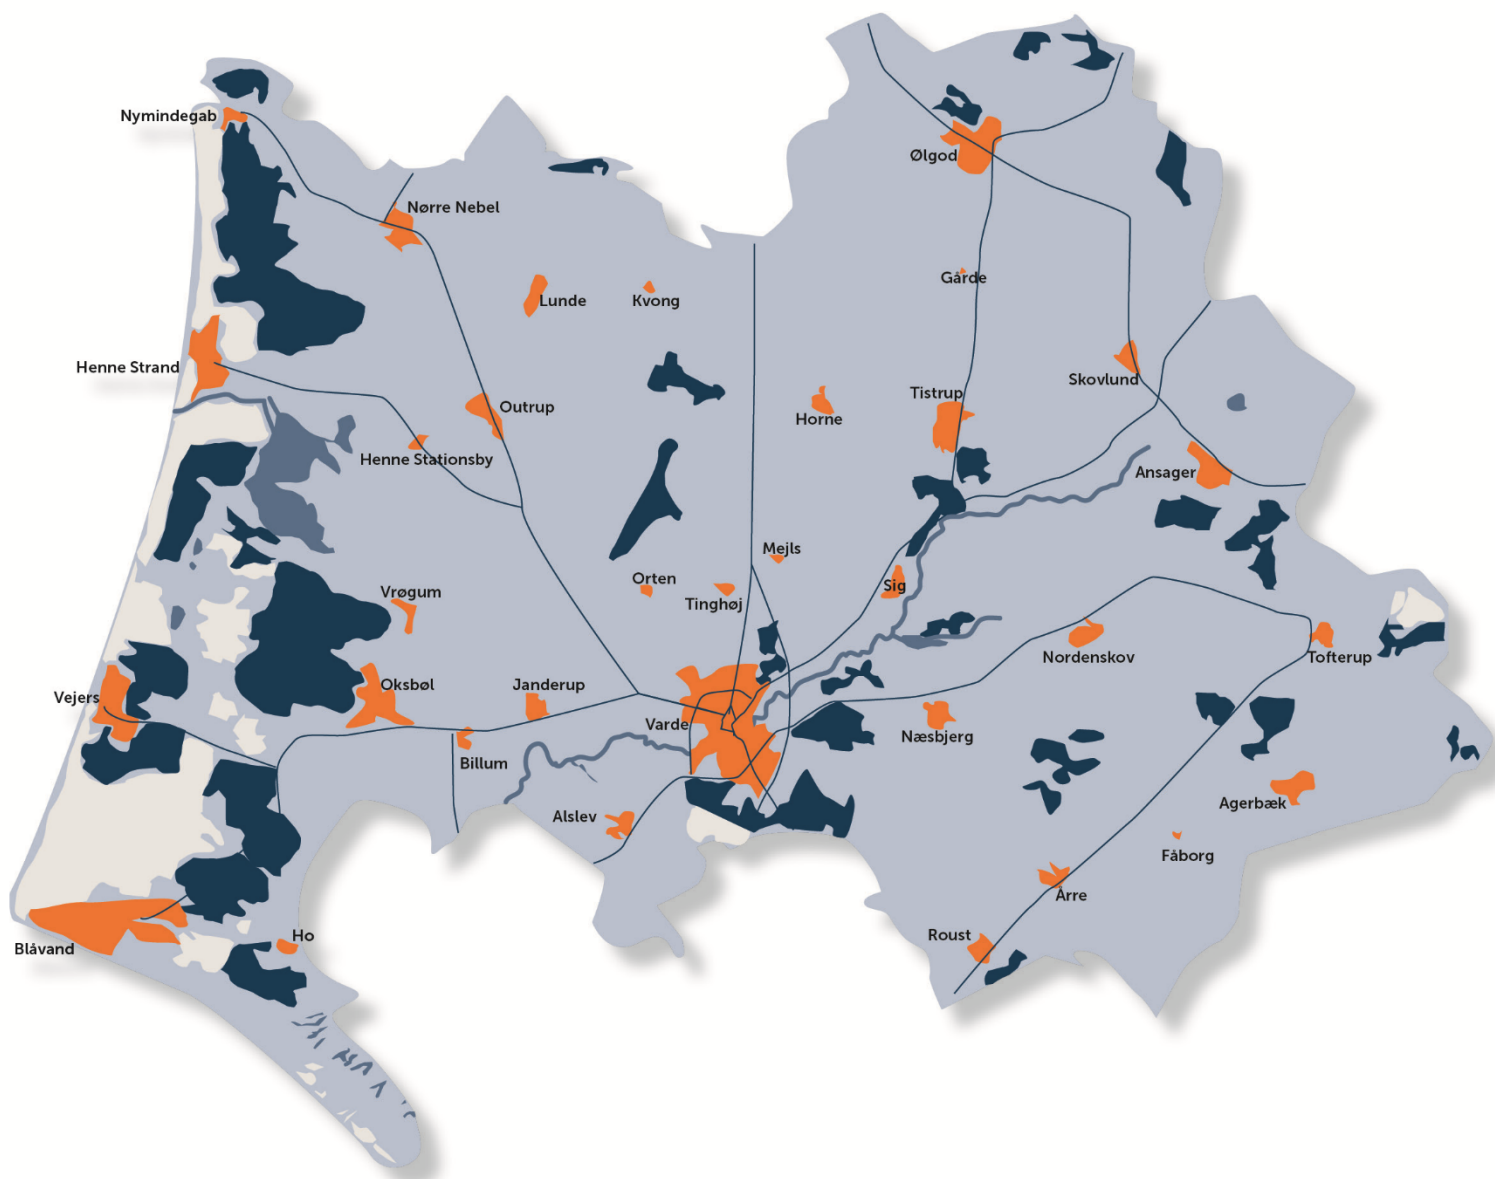 Nymindegab
Ølgod
Nørre Nebel
Gårde
Lunde
Kvong
Henne Strand
Skovlund
Tistrup
Outrup
Horne
Henne Stationsby
Ansager
Mejls
Orten
Sig
Vrøgum
Tinghøj
Nordenskov
Tofterup
Oksbøl
Janderup
Vejers
Varde
Næsbjerg
Billum
Agerbæk
Alslev
Fåborg
Årre
Roust
Ho
Blåvand